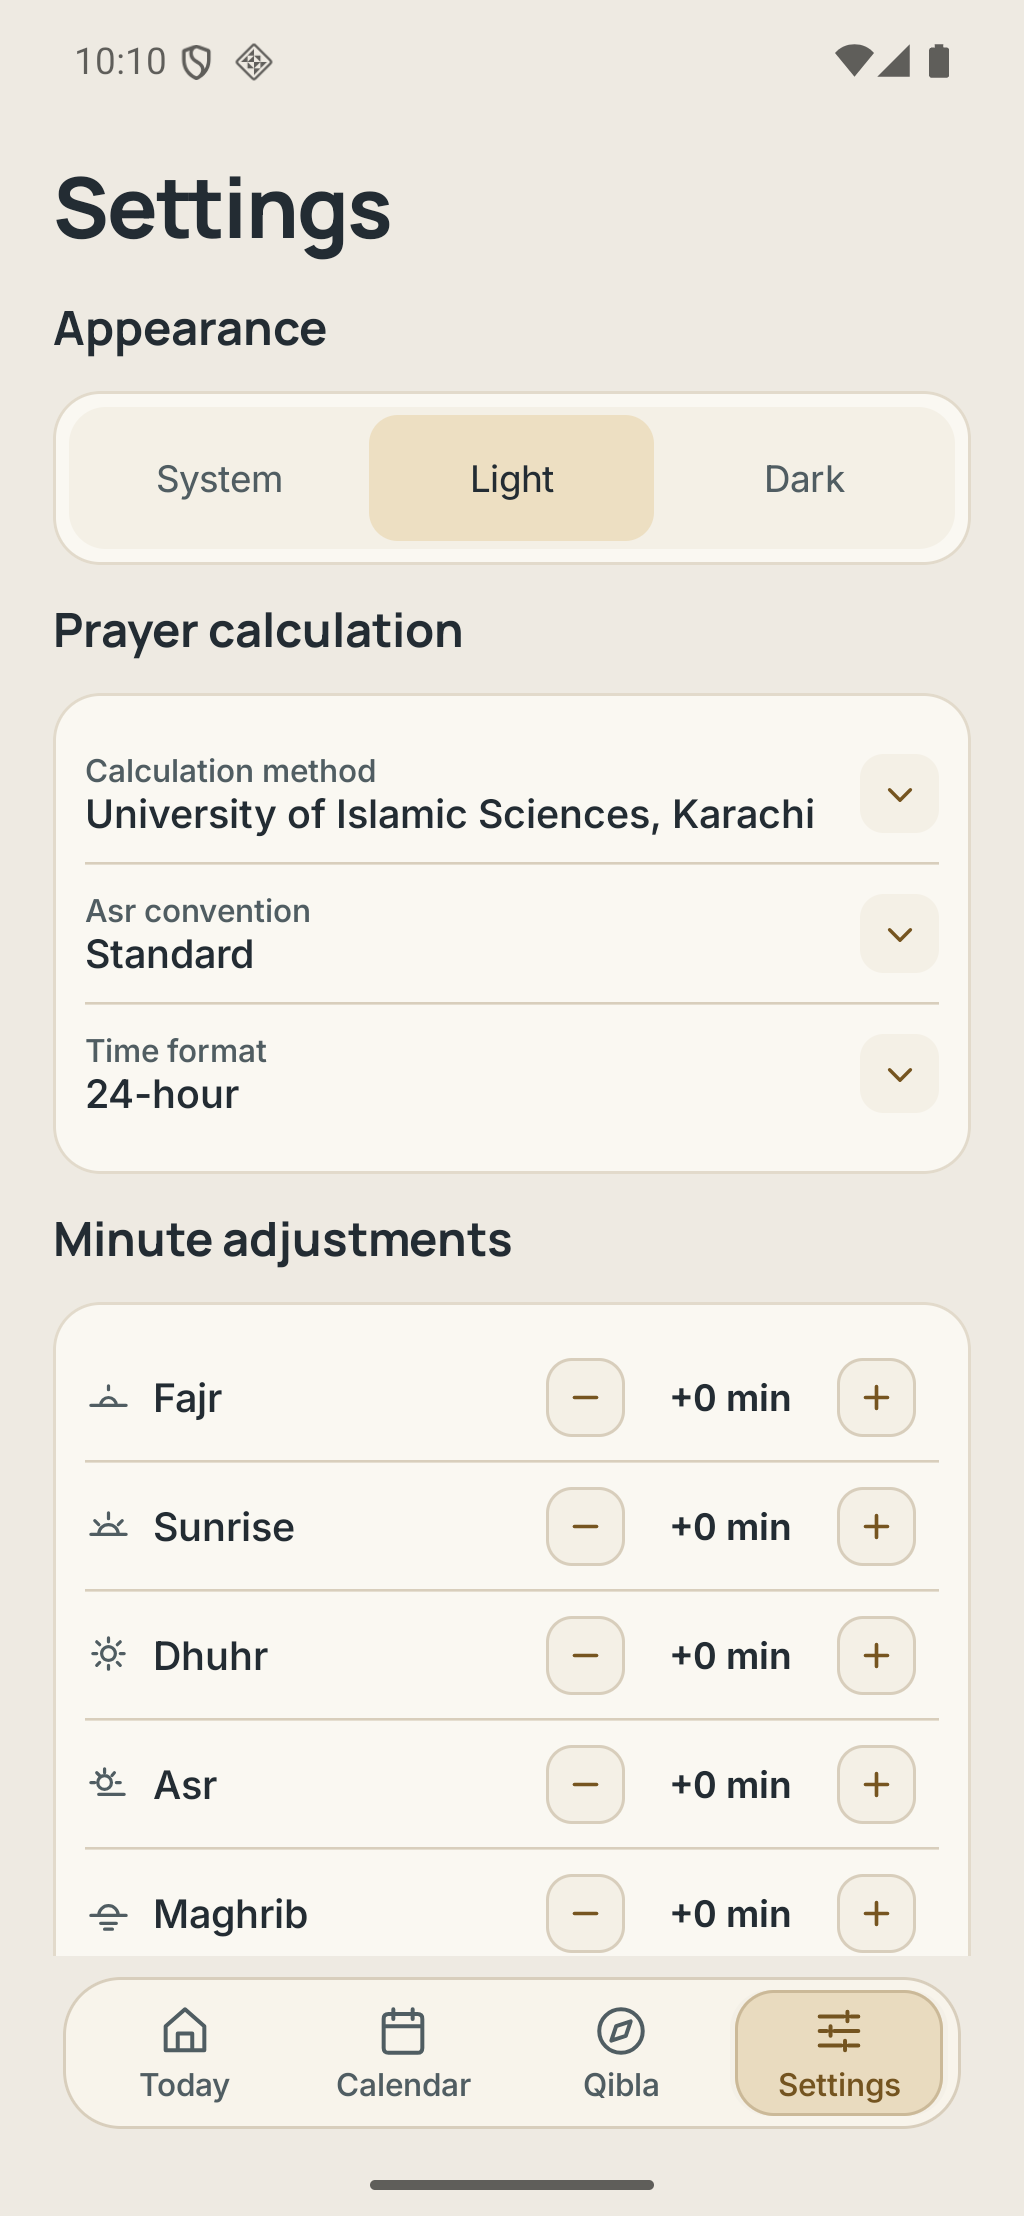 10:10
Settings
Appearance
System
Light
Dark
Prayer calculation
Calculation method
University of Islamic Sciences, Karachi
Asr convention
Standard
Time format
24-hour
Minute adjustments
Fajr
+0 min
Sunrise
+0 min
Dhuhr
+0 min
Asr
+0 min
Maghrib
+0 min
Today
Calendar
Qibla
Settings